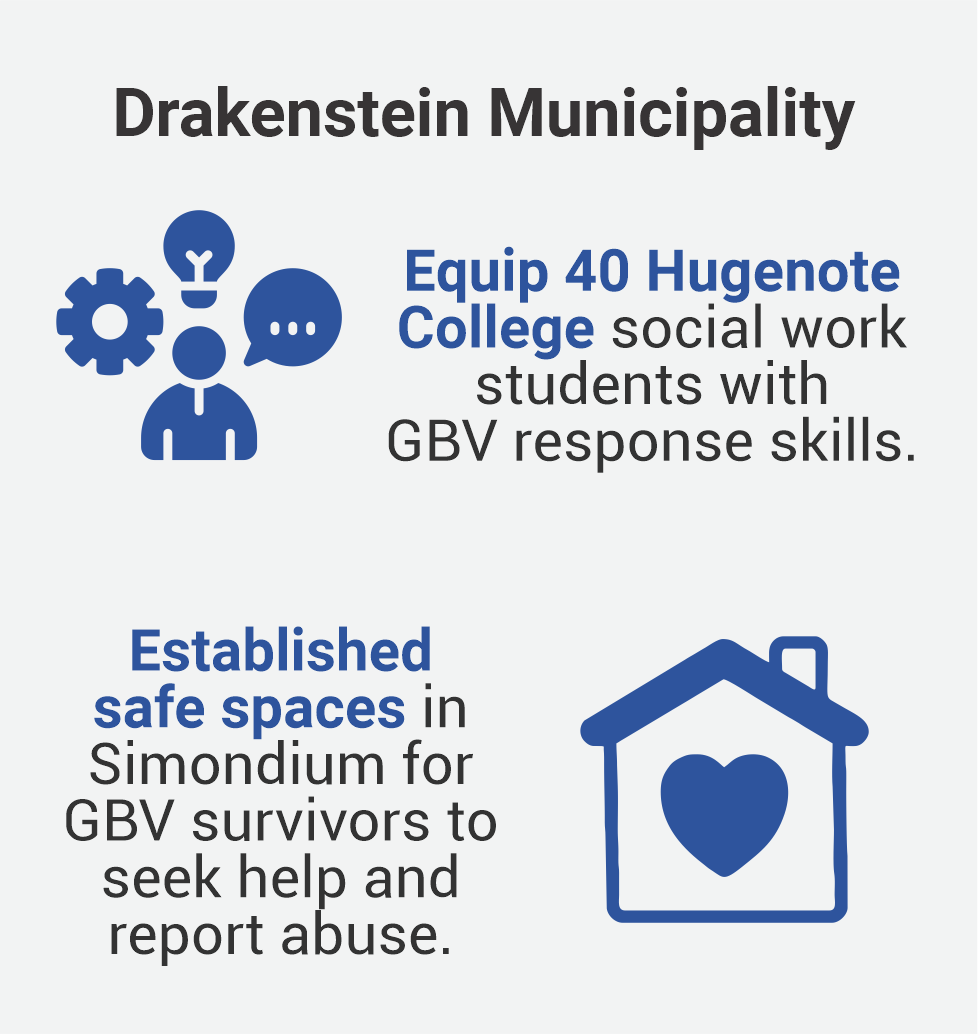 Drakenstein Municipality
Equip 40 Hugenote
College social work
students with
GBV response skills.
Established
safe spaces in
Simondium for
GBV survivors to
seek help and
report abuse.